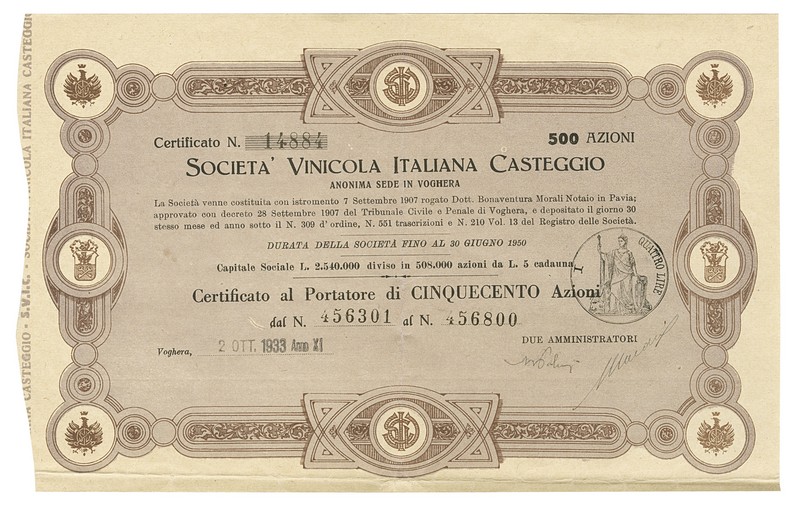 Certificato N. 14884 500 AZIONI
SOCIETA' VINICOLA ITALIANA CASTEGGIO
ANONIMA SEDE IN VOGHERA
La Società venne costituita con istromento 7 Settembre 1907 rogato Dott. Bonaventura Morali Notaio in Pavia;
approvato con decreto 28 Settembre 1907 del Tribunale Civile e Penale di Voghera, e depositato il giorno 30
stesso mese ed anno sotto il N. 309 d' ordine, N. 551 trascrizioni e N. 210 Vol. 13 del Registro delle Società.
DURATA DELLA SOCIETÀ FINO AL 30 GIUGNO 1950
Capitale Sociale L. 2.540.000 diviso in 508.000 azioni da L. 5 cadauna
QUATTRO LIRE
Certificato al Portatore di CINQUECENTO Azioni
dal N. 456301 al N. 456800
DUE AMMINISTRATORI
Voghera, 2 OTT. 1933 Anno XI
CASTEGGIO - S.V.I.C. - VINICOLA ITALIANA CASTEGGIO